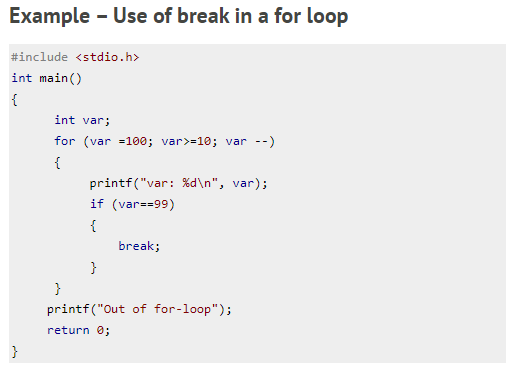 Example – Use of break in a for loop
#include <stdio.h>
int main()
{
int var;
for (var =100; var>=10; var --)
{
printf("var: %d\n", var);
if (var==99)
{
break;
}
}
printf("Out of for-loop");
return 0;
}